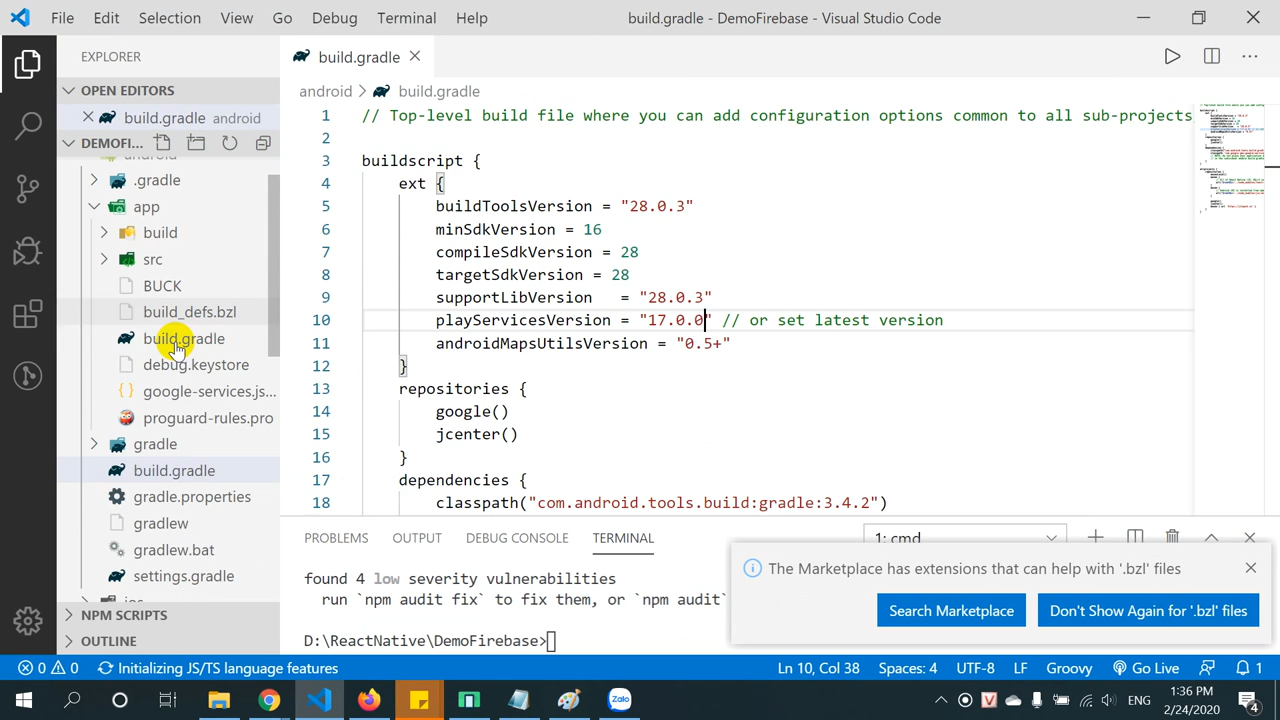 File Edit Selection View Go Debug Terminal Help build.gradle - DemoFirebase - Visual Studio Code
EXPLORER
OPEN EDITORS
build.gradle android
DEMOFI...
android
.gradle
app
build
src
BUCK
build_defs.bzl
build.gradle
debug.keystore
google-services.js...
proguard-rules.pro
gradle
build.gradle
gradle.properties
gradlew
gradlew.bat
settings.gradle
ios
NPM SCRIPTS
OUTLINE
build.gradle
android > build.gradle
1 // Top-level build file where you can add configuration options common to all sub-projects
2
3 buildscript {
4 ext {
5 buildToolsVersion = "28.0.3"
6 minSdkVersion = 16
7 compileSdkVersion = 28
8 targetSdkVersion = 28
9 supportLibVersion = "28.0.3"
10 playServicesVersion = "17.0.0" // or set latest version
11 androidMapsUtilsVersion = "0.5+"
12 }
13 repositories {
14 google()
15 jcenter()
16 }
17 dependencies {
18 classpath("com.android.tools.build:gradle:3.4.2")
PROBLEMS OUTPUT DEBUG CONSOLE TERMINAL 1: cmd
found 4 low severity vulnerabilities
run `npm audit fix` to fix them, or `npm audit`
D:\ReactNative\DemoFirebase>
The Marketplace has extensions that can help with '.bzl' files
Search Marketplace Don't Show Again for '.bzl' files
0 0 Initializing JS/TS language features Ln 10, Col 38 Spaces: 4 UTF-8 LF Groovy Go Live 1
Zalo V ENG 1:36 PM
2/24/2020 4